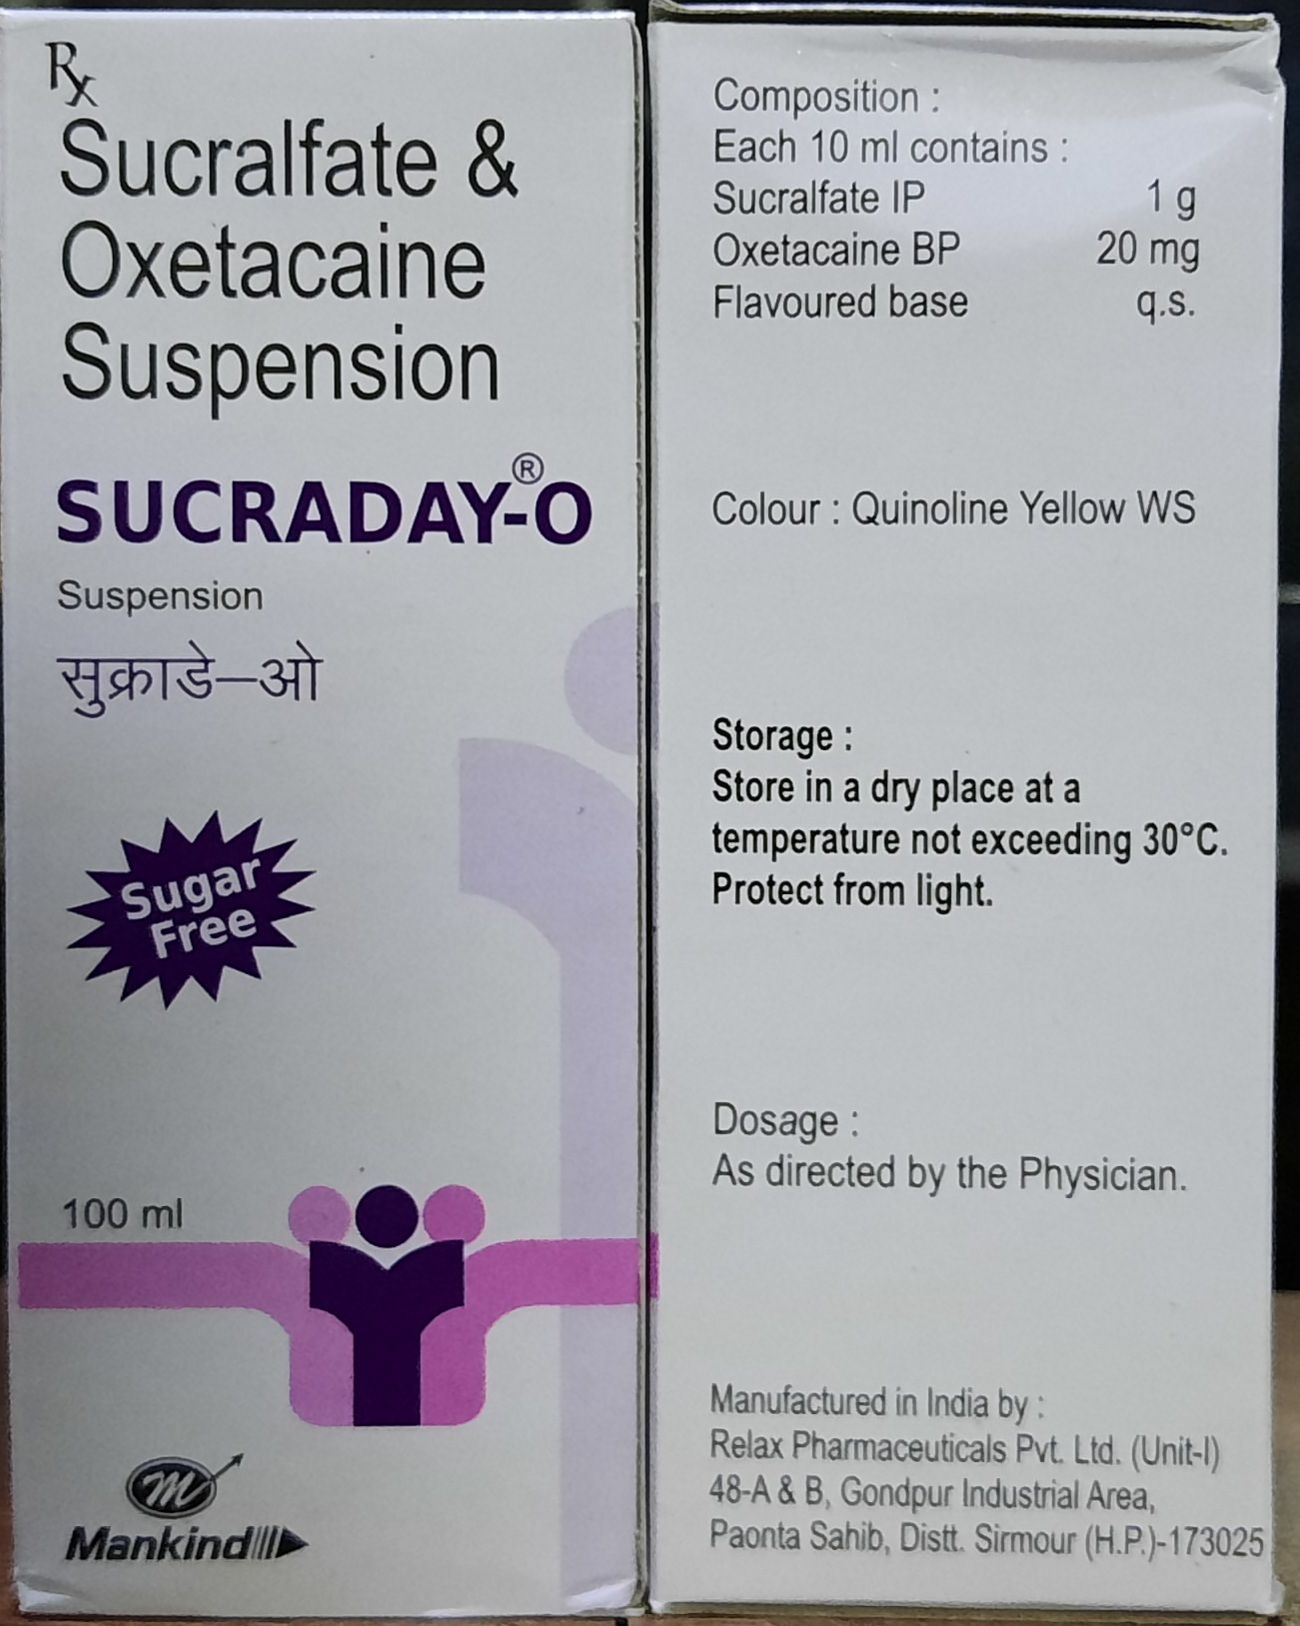 Rx
Sucralfate &
Oxetacaine
Suspension
SUCRADAY-®O
Suspension
सुक्राडे–ओ
Sugar
Free
100 ml
m
Mankind
Composition :
Each 10 ml contains :
Sucralfate IP 1 g
Oxetacaine BP 20 mg
Flavoured base q.s.
Colour : Quinoline Yellow WS
Storage :
Store in a dry place at a
temperature not exceeding 30°C.
Protect from light.
Dosage :
As directed by the Physician.
Manufactured in India by :
Relax Pharmaceuticals Pvt. Ltd. (Unit-I)
48-A & B, Gondpur Industrial Area,
Paonta Sahib, Distt. Sirmour (H.P.)-173025